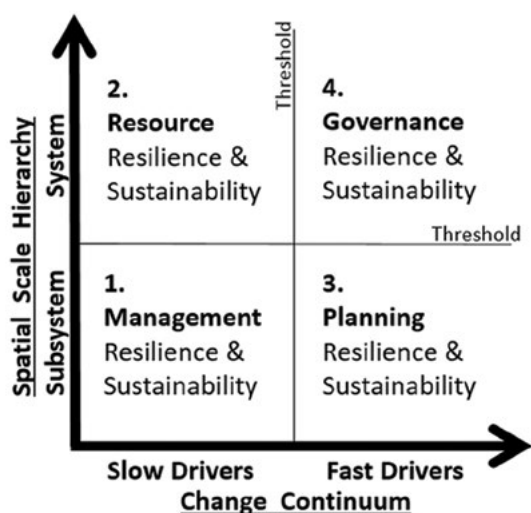 Spatial Scale Hierarchy
Subsystem System
Threshold
2.
Resource
Resilience &
Sustainability
4.
Governance
Resilience &
Sustainability
Threshold
1.
Management
Resilience &
Sustainability
3.
Planning
Resilience &
Sustainability
Slow Drivers Fast Drivers
Change Continuum